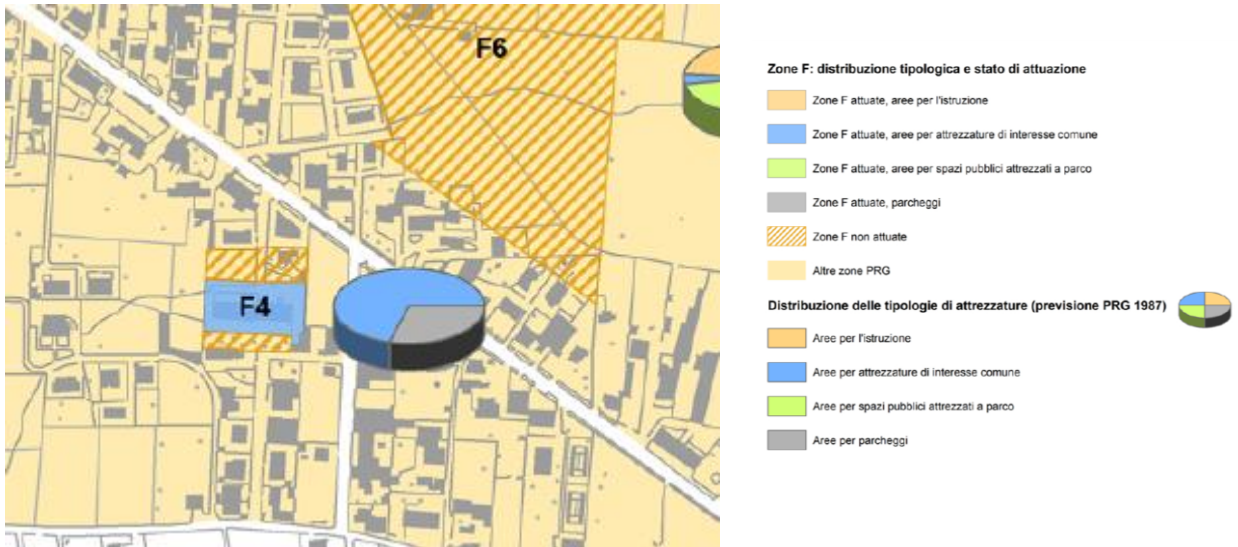 F6
F4
Zone F: distribuzione tipologica e stato di attuazione
Zone F attuate, aree per l'istruzione
Zone F attuate, aree per attrezzature di interesse comune
Zone F attuate, aree per spazi pubblici attrezzati a parco
Zone F attuate, parcheggi
Zone F non attuate
Altre zone PRG
Distribuzione delle tipologie di attrezzature (previsione PRG 1987)
Aree per l'istruzione
Aree per attrezzature di interesse comune
Aree per spazi pubblici attrezzati a parco
Aree per parcheggi